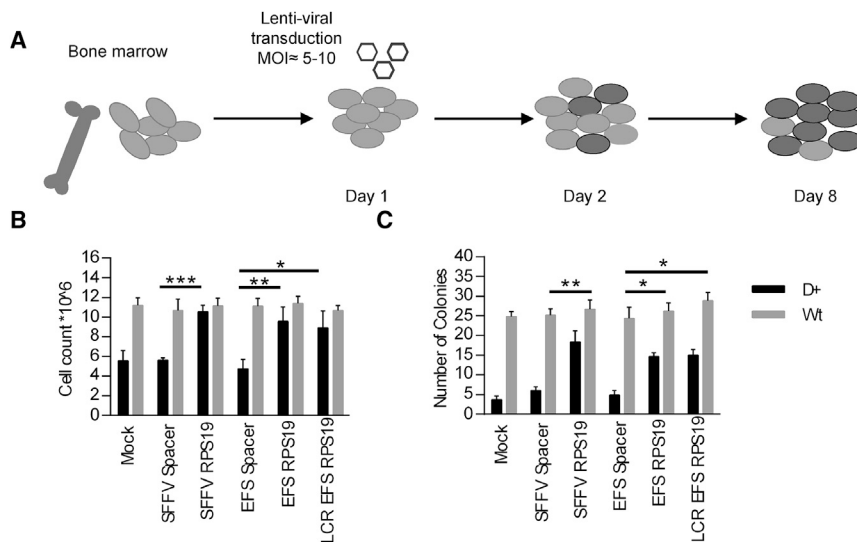 A
Bone marrow
Lenti-viral
transduction
MOI≈ 5-10
Day 1
Day 2
Day 8
B
Cell count *10^6
16
14
12
10
8
6
4
2
0
***
**
*
Mock
SFFV Spacer
SFFV RPS19
EFS Spacer
EFS RPS19
LCR EFS RPS19
C
Number of Colonies
40
35
30
25
20
15
10
5
0
**
*
*
Mock
SFFV Spacer
SFFV RPS19
EFS Spacer
EFS RPS19
LCR EFS RPS19
D+
Wt